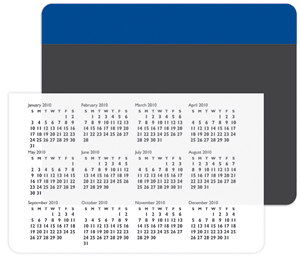 January 2010
S M T W T F S
1 2
3 4 5 6 7 8 9
10 11 12 13 14 15 16
17 18 19 20 21 22 23
24 25 26 27 28 29 30
31
February 2010
S M T W T F S
1 2 3 4 5 6
7 8 9 10 11 12 13
14 15 16 17 18 19 20
21 22 23 24 25 26 27
28
March 2010
S M T W T F S
1 2 3 4 5 6
7 8 9 10 11 12 13
14 15 16 17 18 19 20
21 22 23 24 25 26 27
28 29 30 31
April 2010
S M T W T F S
1 2 3
4 5 6 7 8 9 10
11 12 13 14 15 16 17
18 19 20 21 22 23 24
25 26 27 28 29 30
May 2010
S M T W T F S
1
2 3 4 5 6 7 8
9 10 11 12 13 14 15
16 17 18 19 20 21 22
23 24 25 26 27 28 29
30 31
June 2010
S M T W T F S
1 2 3 4 5
6 7 8 9 10 11 12
13 14 15 16 17 18 19
20 21 22 23 24 25 26
27 28 29 30
July 2010
S M T W T F S
1 2 3
4 5 6 7 8 9 10
11 12 13 14 15 16 17
18 19 20 21 22 23 24
25 26 27 28 29 30 31
August 2010
S M T W T F S
1 2 3 4 5 6 7
8 9 10 11 12 13 14
15 16 17 18 19 20 21
22 23 24 25 26 27 28
29 30 31
September 2010
S M T W T F S
1 2 3 4
5 6 7 8 9 10 11
12 13 14 15 16 17 18
19 20 21 22 23 24 25
26 27 28 29 30
October 2010
S M T W T F S
1 2
3 4 5 6 7 8 9
10 11 12 13 14 15 16
17 18 19 20 21 22 23
24 25 26 27 28 29 30
31
November 2010
S M T W T F S
1 2 3 4 5 6
7 8 9 10 11 12 13
14 15 16 17 18 19 20
21 22 23 24 25 26 27
28 29 30
December 2010
S M T W T F S
1 2 3 4
5 6 7 8 9 10 11
12 13 14 15 16 17 18
19 20 21 22 23 24 25
26 27 28 29 30 31